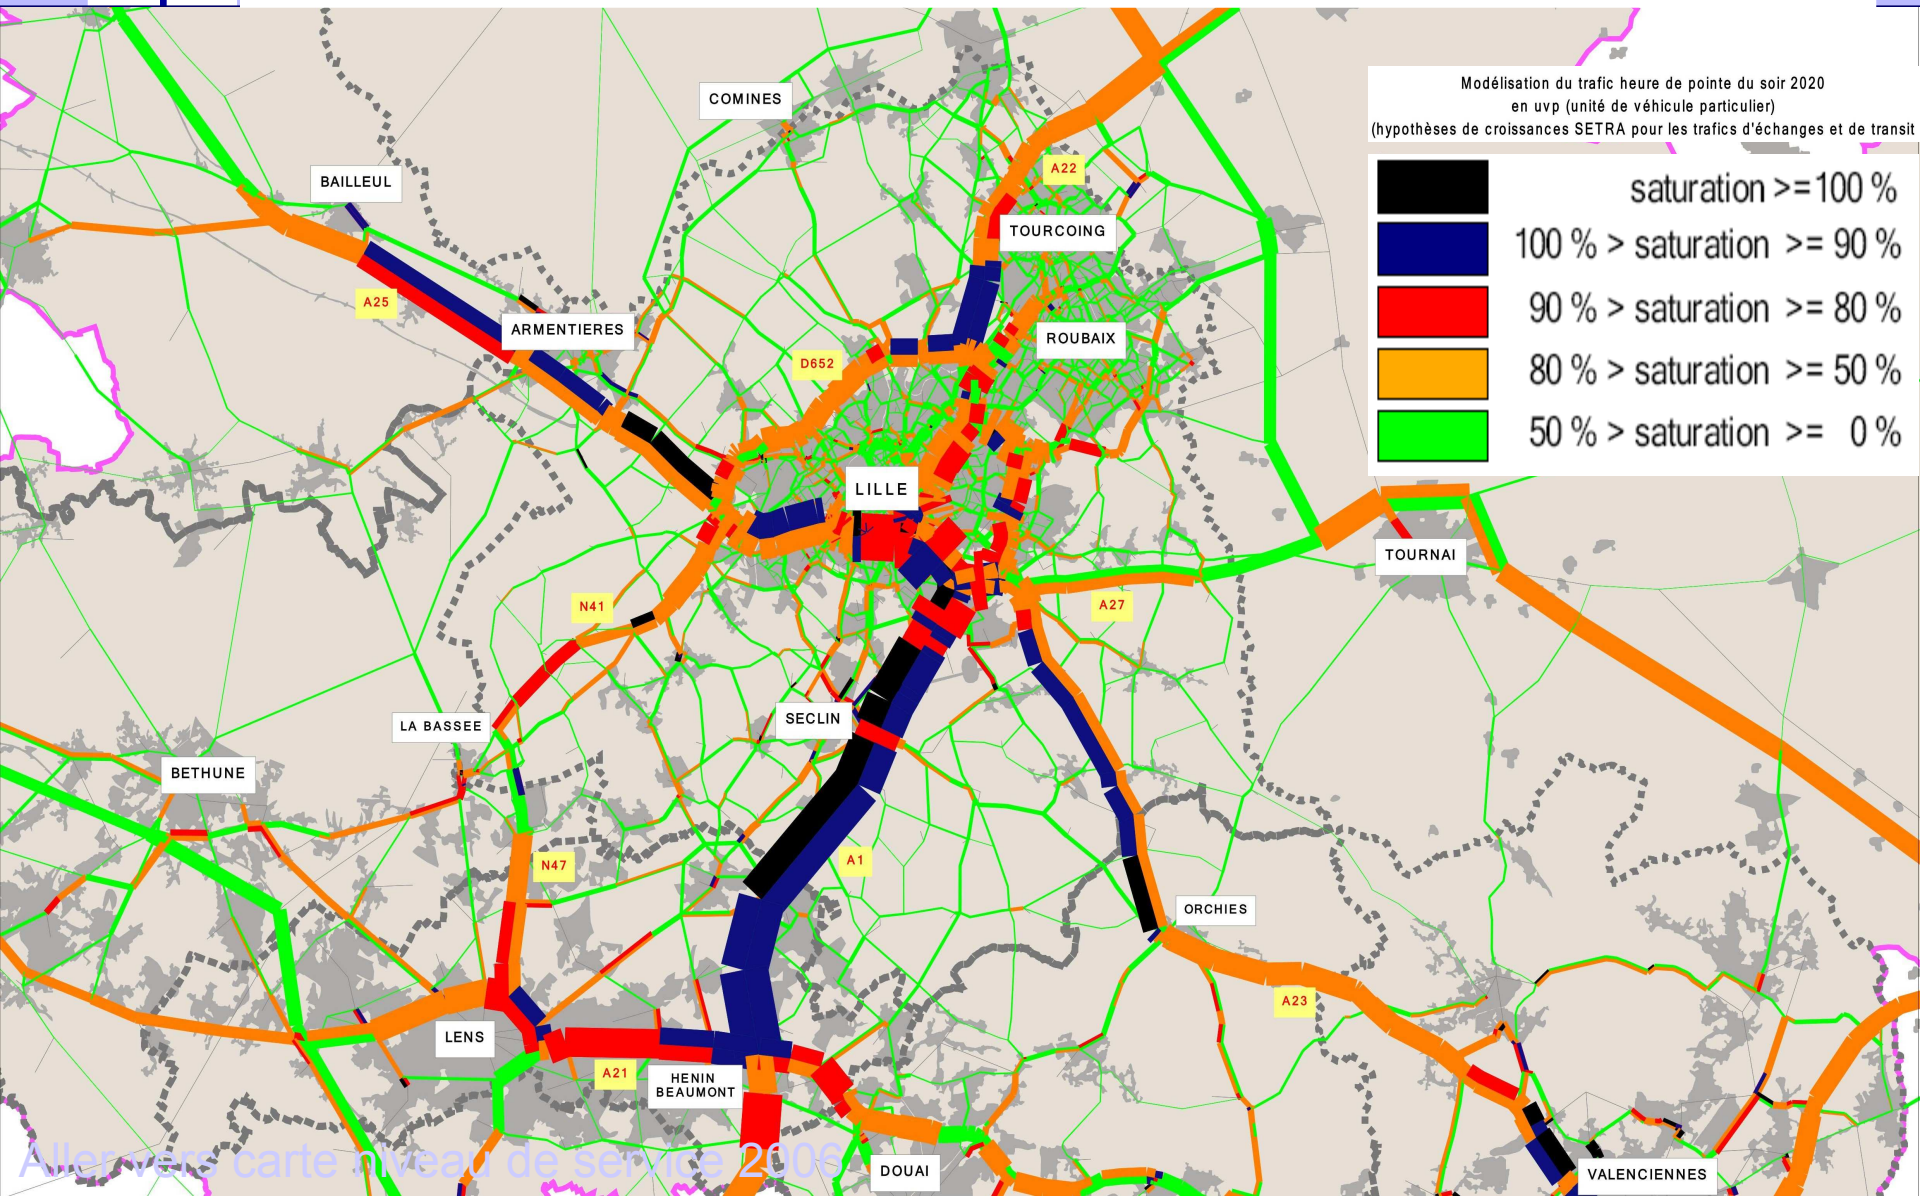 Modélisation du trafic heure de pointe du soir 2020
en uvp (unité de véhicule particulier)
(hypothèses de croissances SETRA pour les trafics d'échanges et de transit
saturation >=100 %
100 % > saturation >= 90 %
90 % > saturation >= 80 %
80 % > saturation >= 50 %
50 % > saturation >= 0 %
COMINES
A22
BAILLEUL
TOURCOING
A25
ARMENTIERES
ROUBAIX
D652
LILLE
TOURNAI
N41
A27
SECLIN
LA BASSEE
BETHUNE
A1
N47
ORCHIES
A23
LENS
A21
HENIN
BEAUMONT
DOUAI
VALENCIENNES
Aller vers carte niveau de service 2006